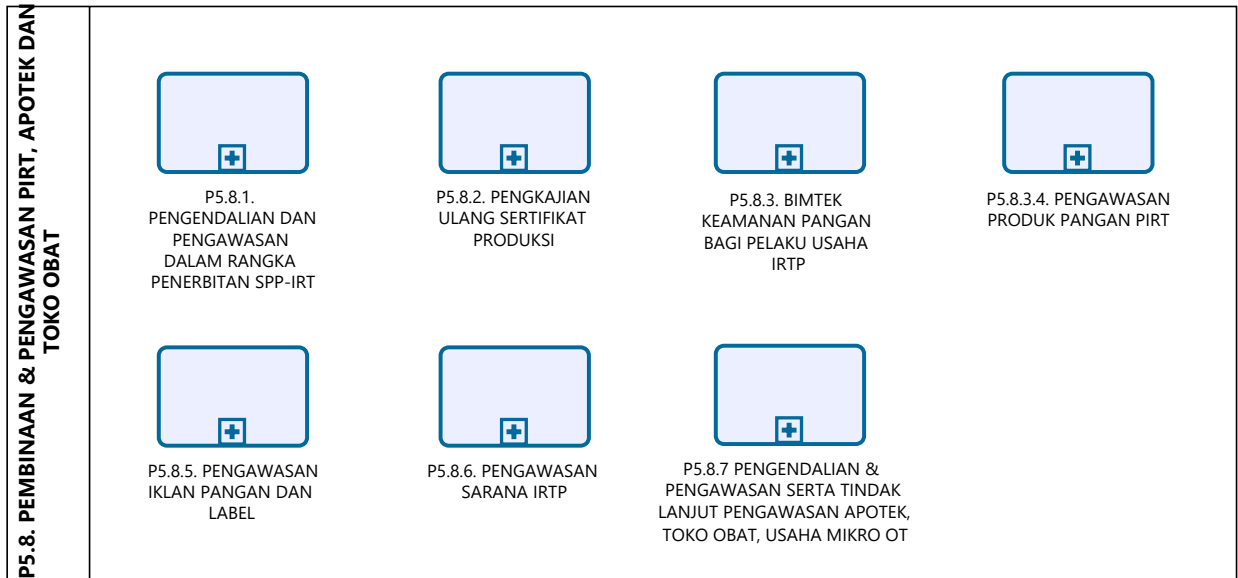 P5.8. PEMBINAAN & PENGAWASAN PIRT, APOTEK DAN
TOKO OBAT
P5.8.1.
PENGENDALIAN DAN
PENGAWASAN
DALAM RANGKA
PENERBITAN SPP-IRT
P5.8.2. PENGKAJIAN
ULANG SERTIFIKAT
PRODUKSI
P5.8.3. BIMTEK
KEAMANAN PANGAN
BAGI PELAKU USAHA
IRTP
P5.8.3.4. PENGAWASAN
PRODUK PANGAN PIRT
P5.8.5. PENGAWASAN
IKLAN PANGAN DAN
LABEL
P5.8.6. PENGAWASAN
SARANA IRTP
P5.8.7 PENGENDALIAN &
PENGAWASAN SERTA TINDAK
LANJUT PENGAWASAN APOTEK,
TOKO OBAT, USAHA MIKRO OT